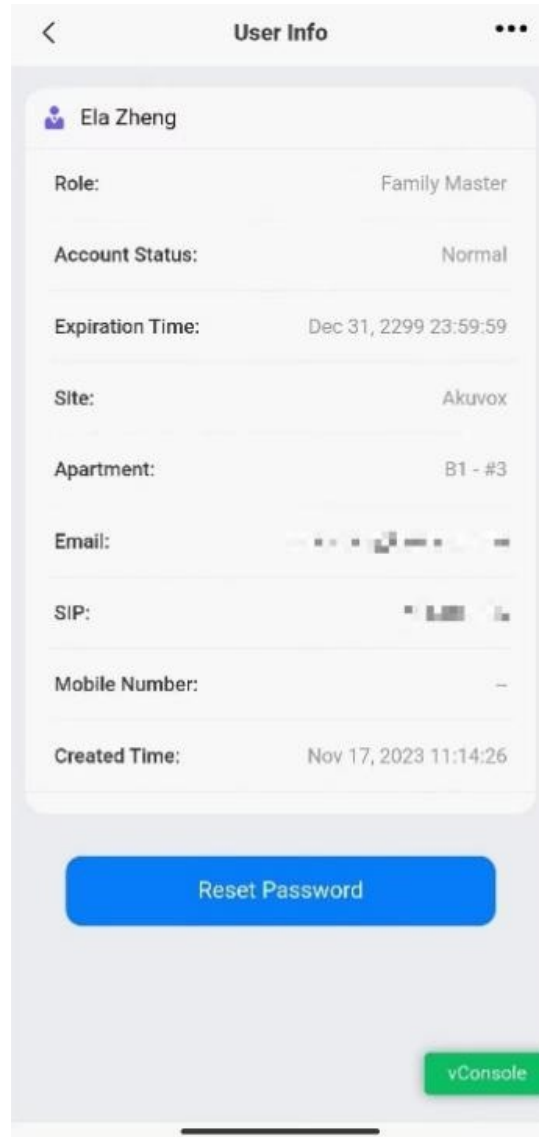 User Info
Ela Zheng
Role: Family Master
Account Status: Normal
Expiration Time: Dec 31, 2299 23:59:59
Site: Akuvox
Apartment: B1 - #3
Email:
SIP:
Mobile Number: --
Created Time: Nov 17, 2023 11:14:26
Reset Password
vConsole